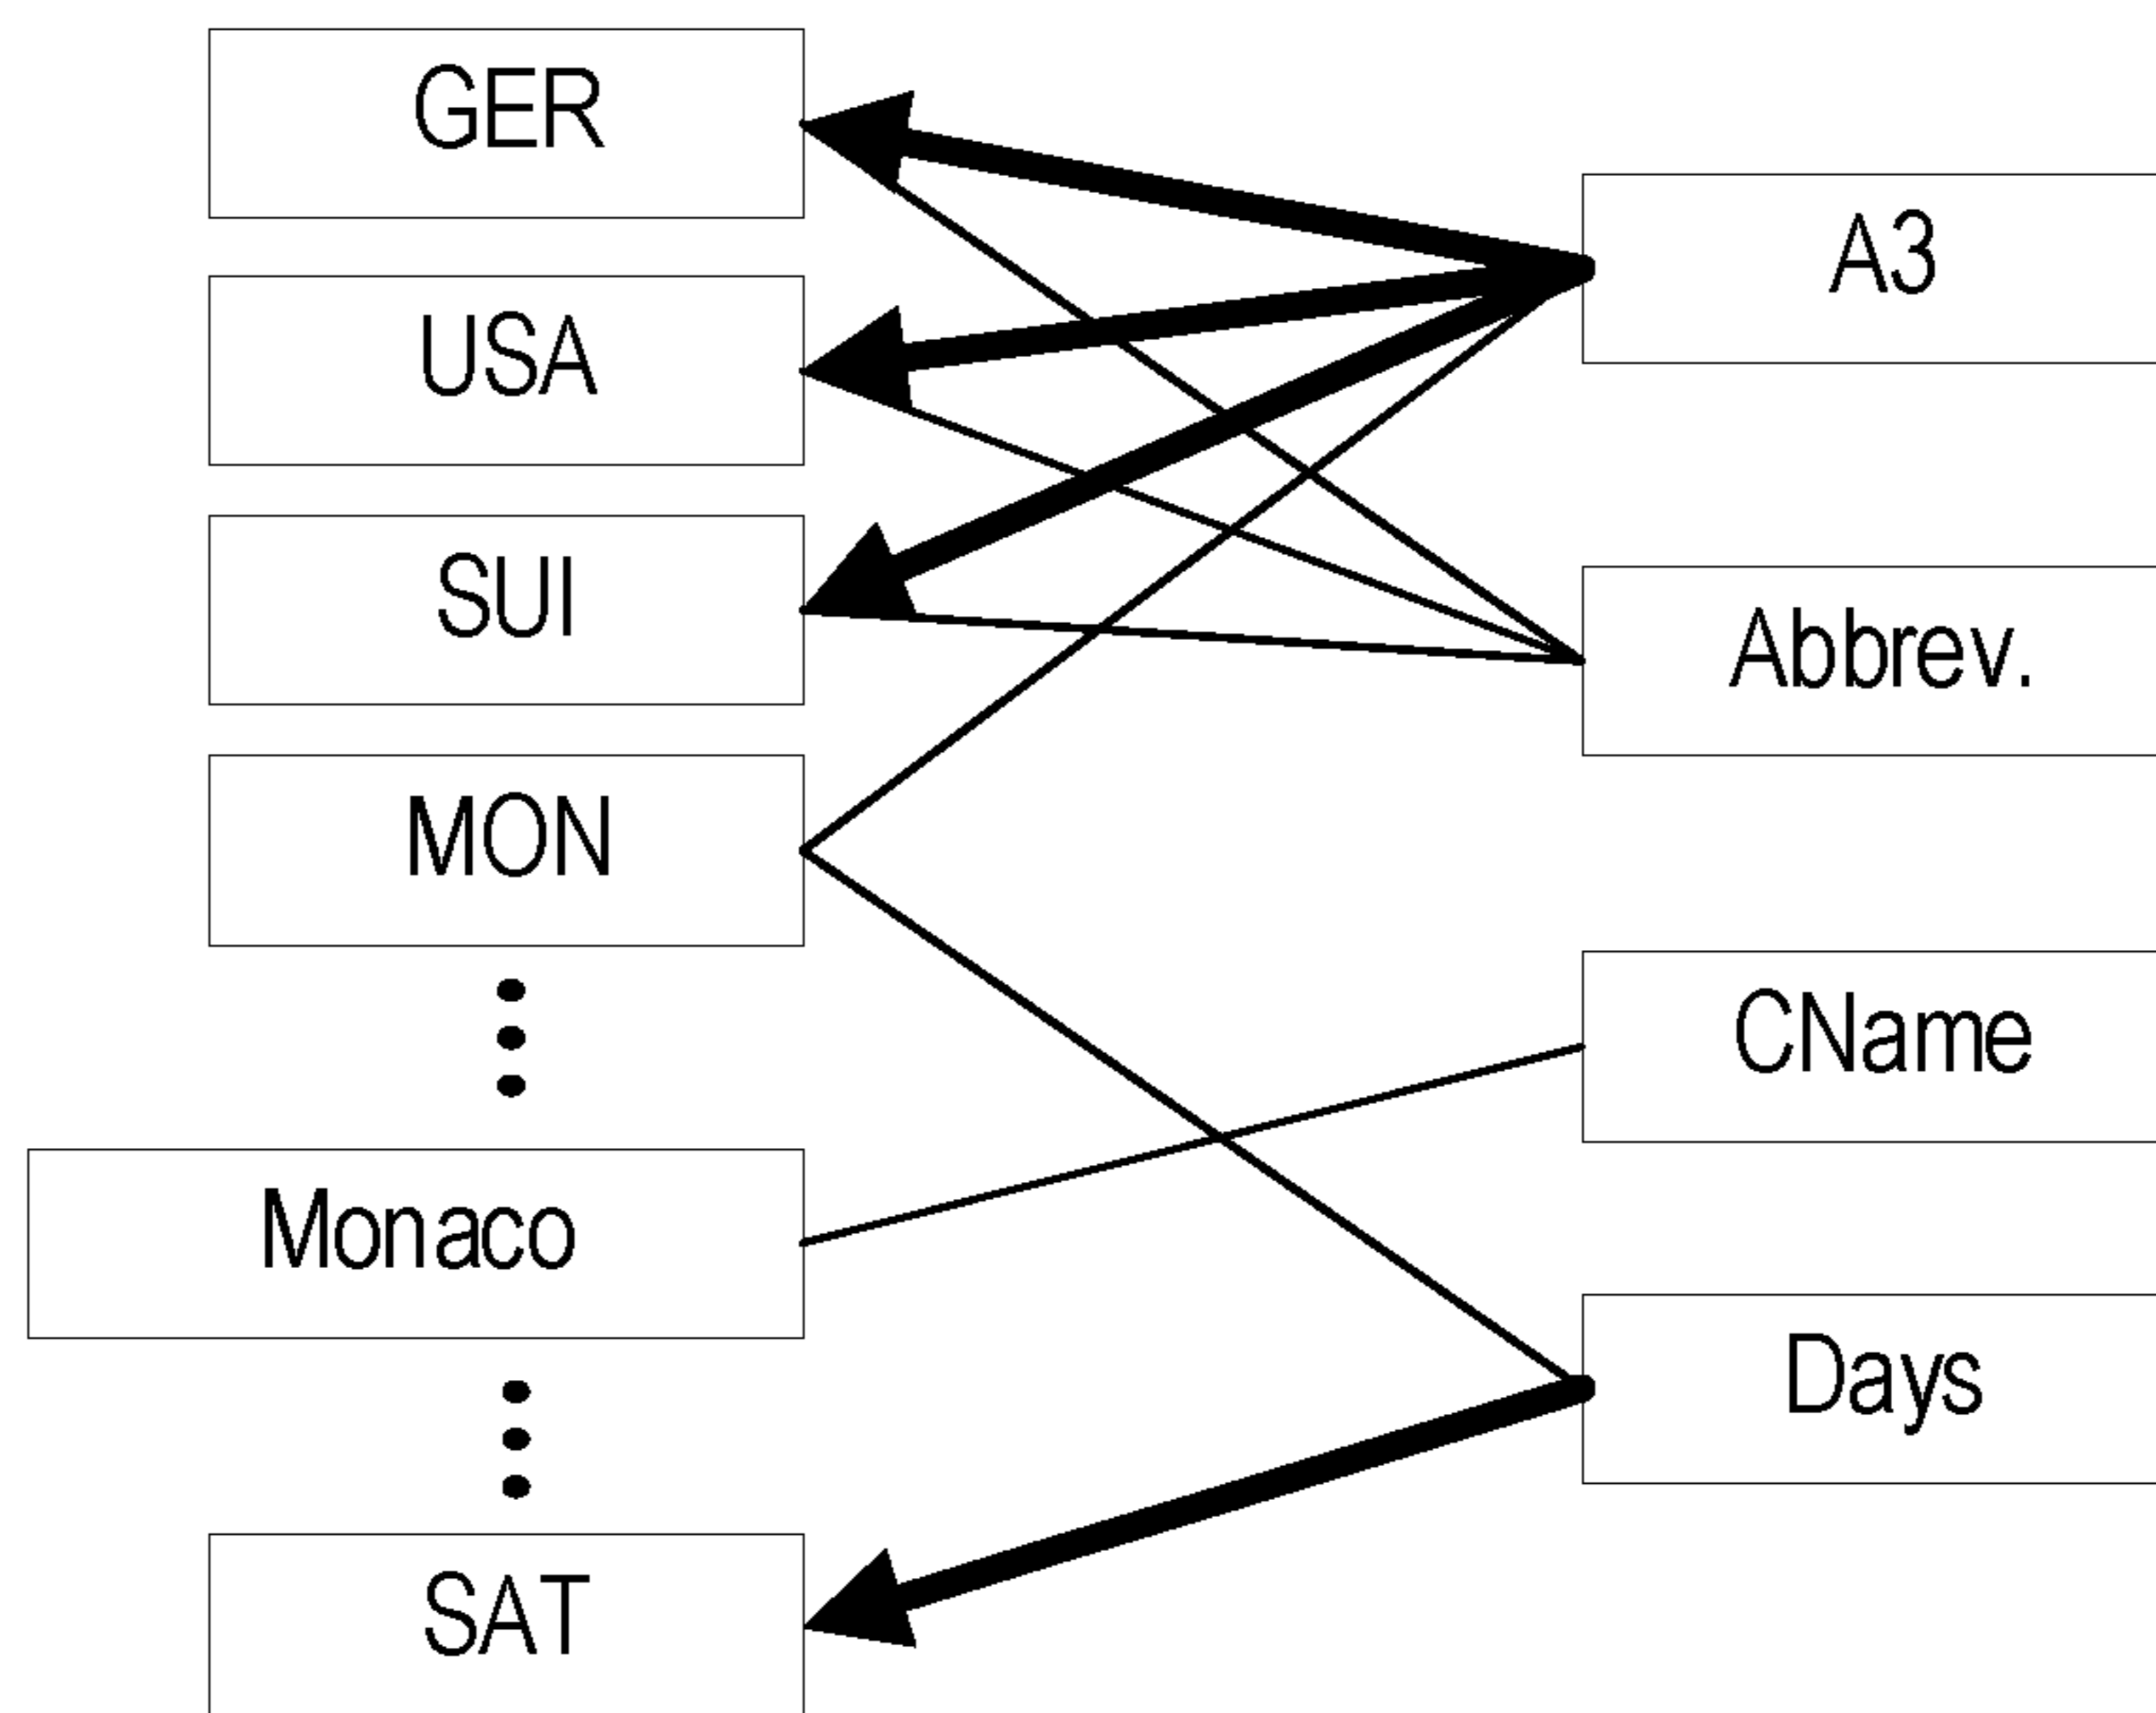 GER
USA
SUI
MON
Monaco
SAT
A3
Abbrev.
CName
Days